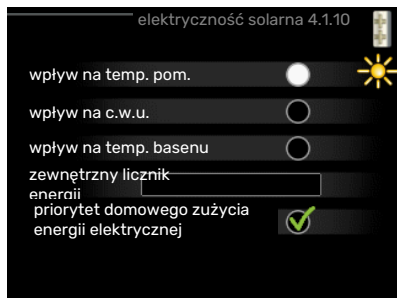 elektryczność solarna 4.1.10
wpływ na temp. pom.
wpływ na c.w.u.
wpływ na temp. basenu
zewnętrzny licznik
energii
priorytet domowego zużycia
energii elektrycznej